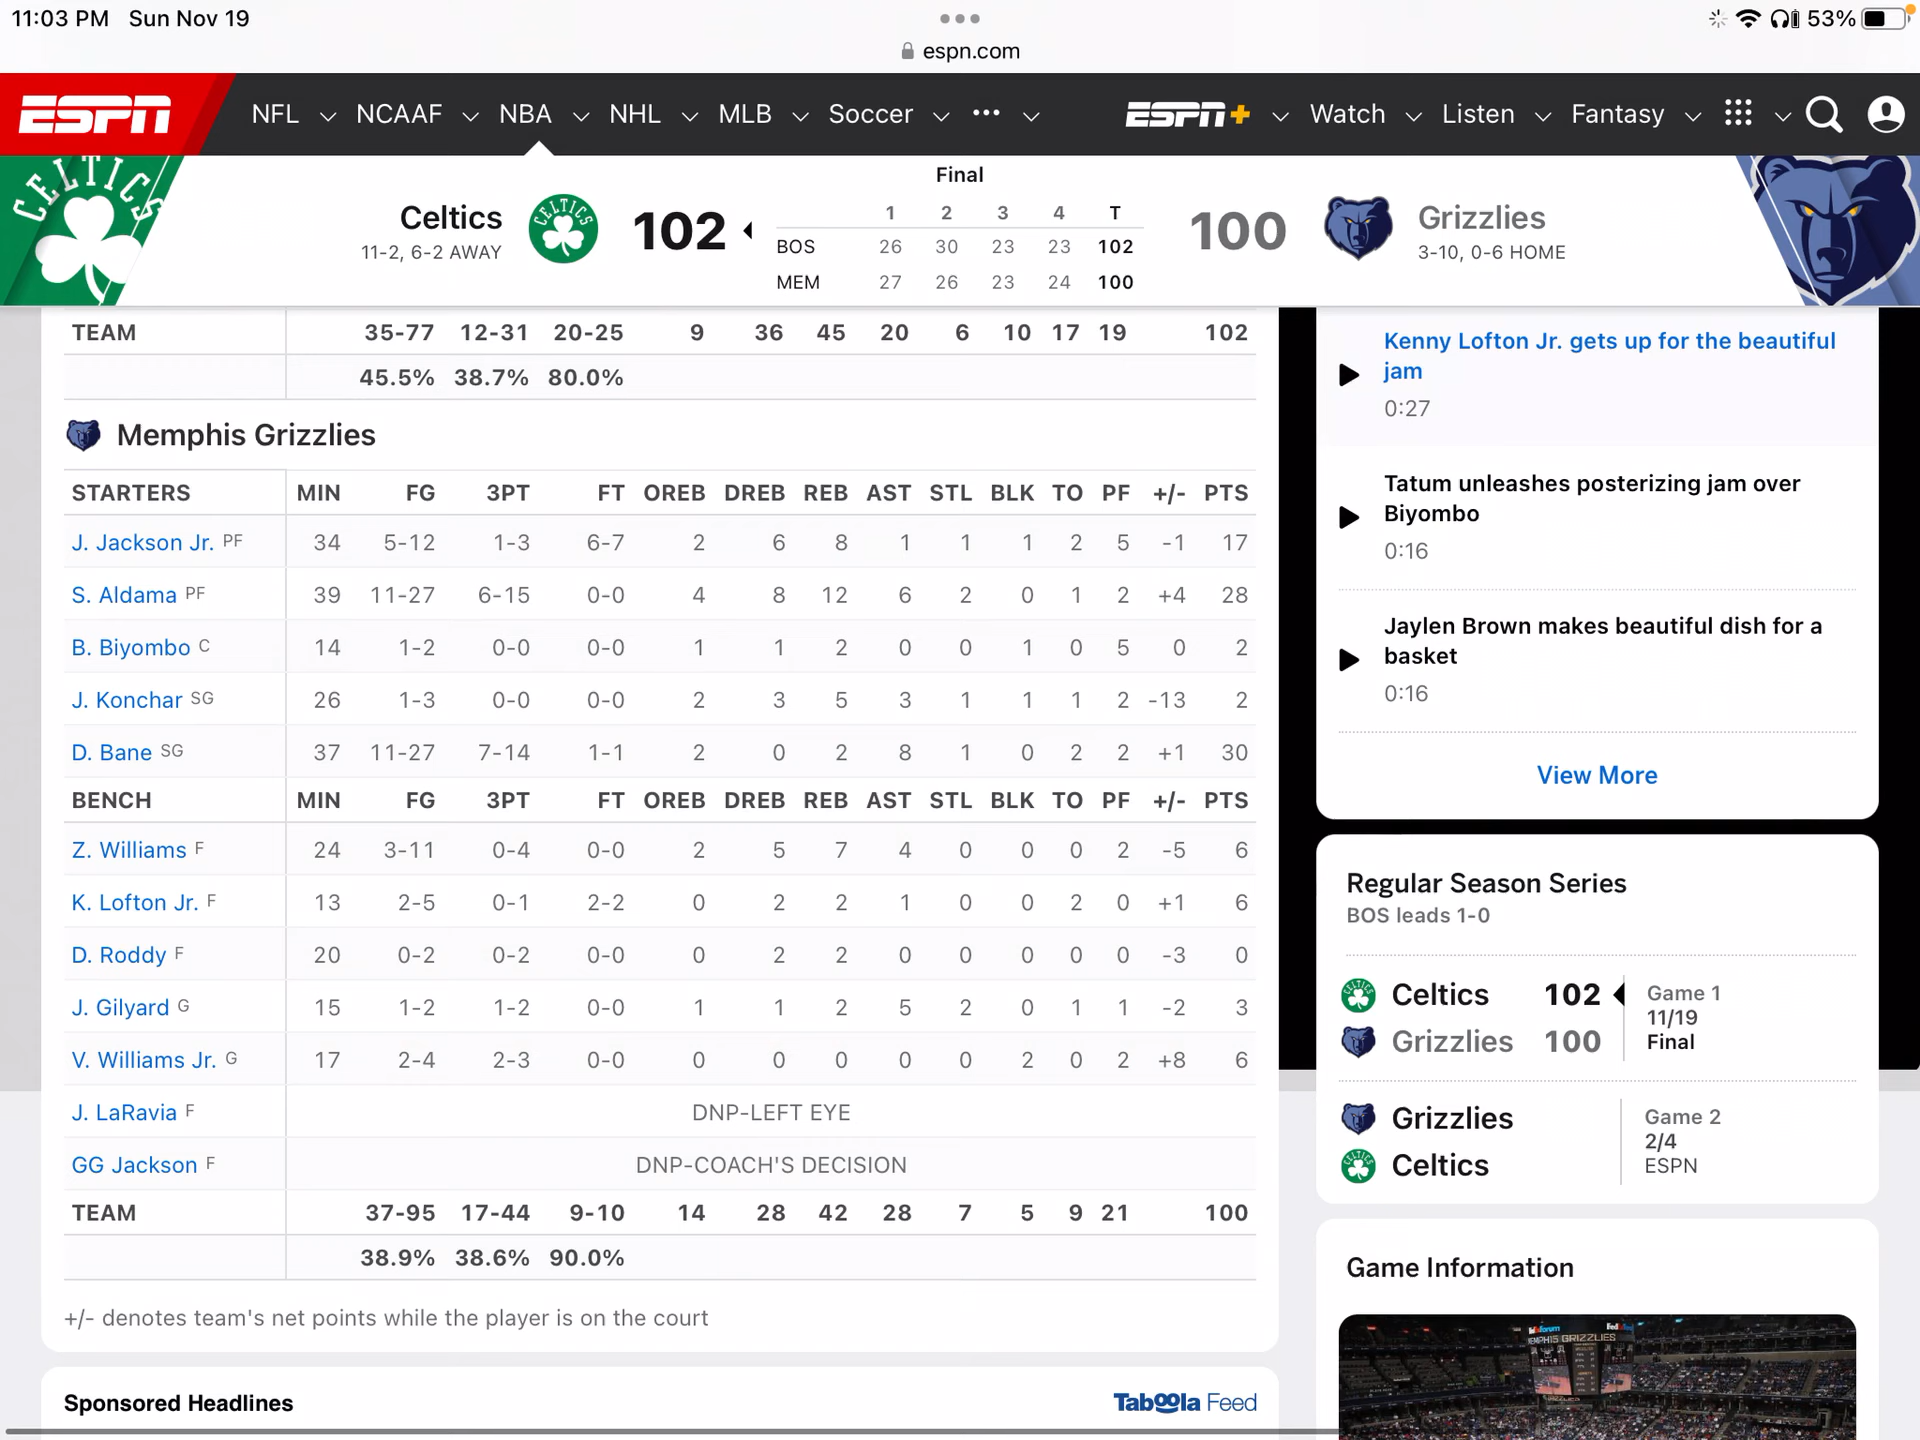 11:03 PM Sun Nov 19
53%
espn.com
ESPN NFL NCAAF NBA NHL MLB Soccer ESPN+ Watch Listen Fantasy
CELTICS
Final
Celtics
11-2, 6-2 AWAY
CELTICS
102
1 2 3 4 T
BOS 26 30 23 23 102
MEM 27 26 23 24 100
100
Grizzlies
3-10, 0-6 HOME
TEAM 35-77 12-31 20-25 9 36 45 20 6 10 17 19 102
45.5% 38.7% 80.0%
Memphis Grizzlies
STARTERS MIN FG 3PT FT OREB DREB REB AST STL BLK TO PF +/- PTS
J. Jackson Jr. PF 34 5-12 1-3 6-7 2 6 8 1 1 1 2 5 -1 17
S. Aldama PF 39 11-27 6-15 0-0 4 8 12 6 2 0 1 2 +4 28
B. Biyombo C 14 1-2 0-0 0-0 1 1 2 0 0 1 0 5 0 2
J. Konchar SG 26 1-3 0-0 0-0 2 3 5 3 1 1 1 2 -13 2
D. Bane SG 37 11-27 7-14 1-1 2 0 2 8 1 0 2 2 +1 30
BENCH MIN FG 3PT FT OREB DREB REB AST STL BLK TO PF +/- PTS
Z. Williams F 24 3-11 0-4 0-0 2 5 7 4 0 0 0 2 -5 6
K. Lofton Jr. F 13 2-5 0-1 2-2 0 2 2 1 0 0 2 0 +1 6
D. Roddy F 20 0-2 0-2 0-0 0 2 2 0 0 0 0 0 -3 0
J. Gilyard G 15 1-2 1-2 0-0 1 1 2 5 2 0 1 1 -2 3
V. Williams Jr. G 17 2-4 2-3 0-0 0 0 0 0 0 2 0 2 +8 6
J. LaRavia F DNP-LEFT EYE
GG Jackson F DNP-COACH'S DECISION
TEAM 37-95 17-44 9-10 14 28 42 28 7 5 9 21 100
38.9% 38.6% 90.0%
+/- denotes team's net points while the player is on the court
Sponsored Headlines
Taboola Feed
Kenny Lofton Jr. gets up for the beautiful
jam
0:27
Tatum unleashes posterizing jam over
Biyombo
0:16
Jaylen Brown makes beautiful dish for a
basket
0:16
View More
Regular Season Series
BOS leads 1-0
Celtics 102
Grizzlies 100
Game 1
11/19
Final
Grizzlies
Celtics
Game 2
2/4
ESPN
Game Information
MEMPHIS GRIZZLIES